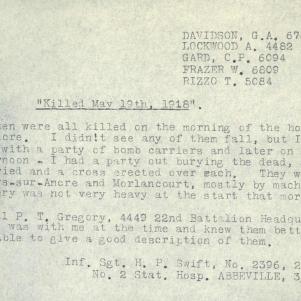 DAVIDSON, G.A. 67
LOCKWOOD A. 4482
GARD, C.P. 6094
FRAZER W. 6809
RIZZO T. 5084
"Killed May 19th, 1918".
en were all killed on the morning of the
ore. I didn't see any of them fall, but I
with a party of bomb carriers and later on
noon - I had a party out burying the dead,
ied and a cross erected over each. They w
s-sur-Ancre and Morlancourt, mostly by mach
ery was not very heavy at the start that mor
l P. T. Gregory, 4449 22nd Battalion Headqu
was with me at the time and knew them bett
able to give a good description of them.
Inf. Sgt. H. P. Swift, No. 2396, 2
No. 2 Stat. Hosp. ABBEVILLE, 3